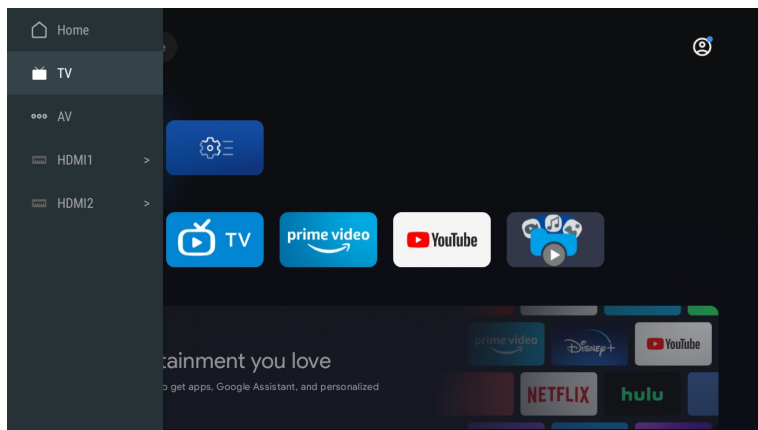 Home
TV
AV
HDMI1 >
HDMI2 >
TV
prime video
YouTube
tainment you love
get apps, Google Assistant, and personalized
prime video
Disney+
YouTube
NETFLIX
hulu